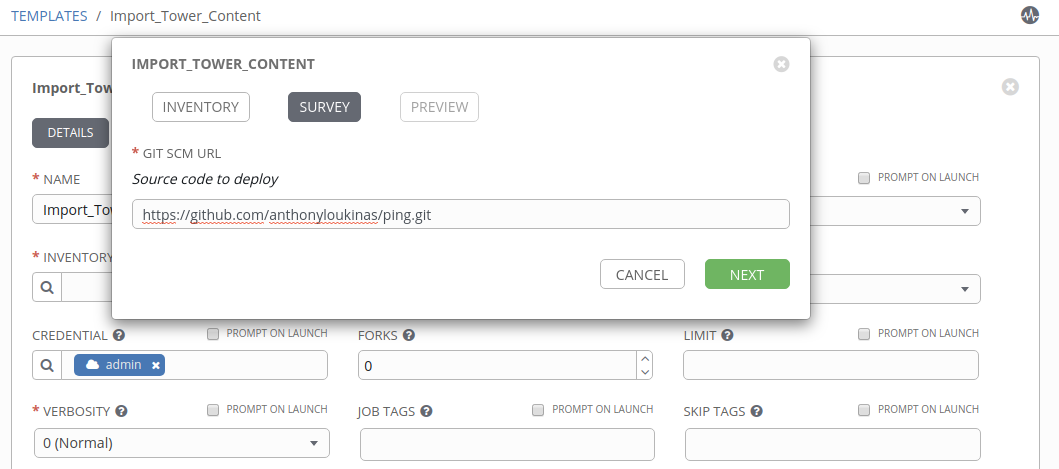 TEMPLATES / Import_Tower_Content
IMPORT_TOWER_CONTENT
INVENTORY SURVEY PREVIEW
* GIT SCM URL
Source code to deploy
https://github.com/anthonyloukinas/ping.git
CANCEL NEXT
Import_Tow
DETAILS
* NAME PROMPT ON LAUNCH
Import_To
* INVENTORY
CREDENTIAL ? PROMPT ON LAUNCH FORKS ? LIMIT ? PROMPT ON LAUNCH
admin x 0
* VERBOSITY ? PROMPT ON LAUNCH JOB TAGS ? PROMPT ON LAUNCH SKIP TAGS ? PROMPT ON LAUNCH
0 (Normal)